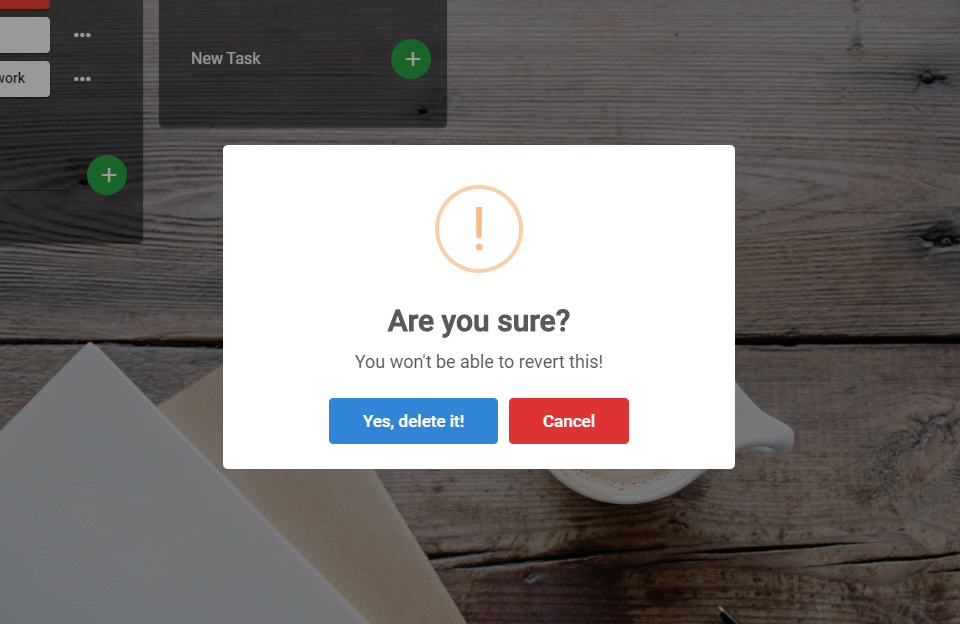 work
New Task
!
Are you sure?
You won't be able to revert this!
Yes, delete it!
Cancel